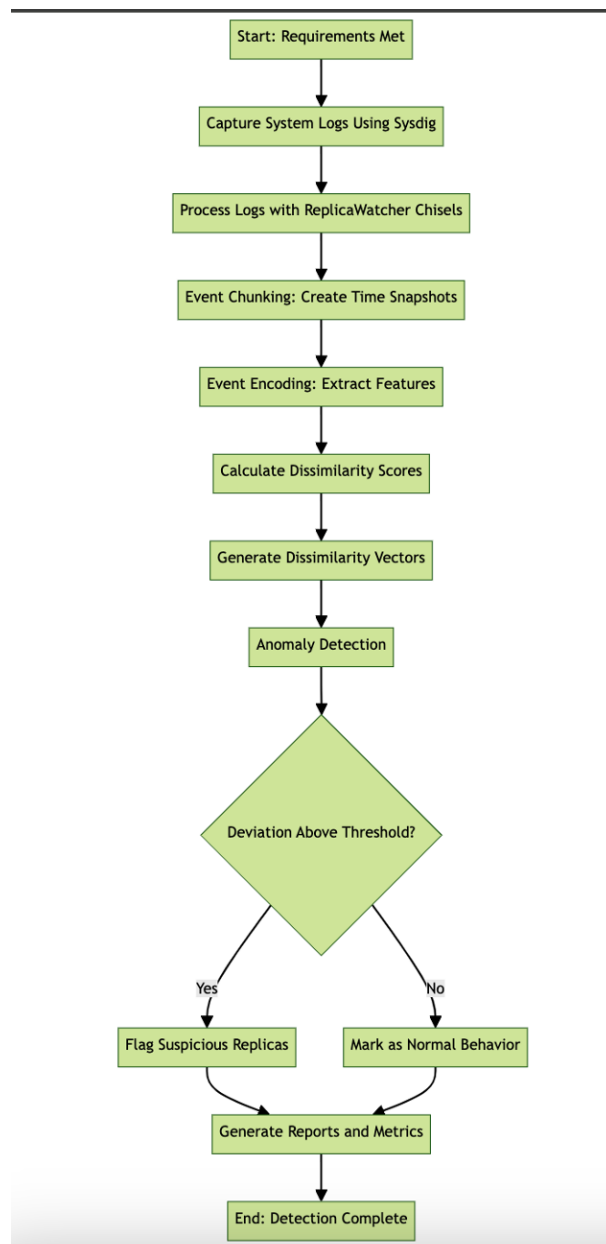 Start: Requirements Met
Capture System Logs Using Sysdig
Process Logs with ReplicaWatcher Chisels
Event Chunking: Create Time Snapshots
Event Encoding: Extract Features
Calculate Dissimilarity Scores
Generate Dissimilarity Vectors
Anomaly Detection
Deviation Above Threshold?
Yes
No
Flag Suspicious Replicas
Mark as Normal Behavior
Generate Reports and Metrics
End: Detection Complete